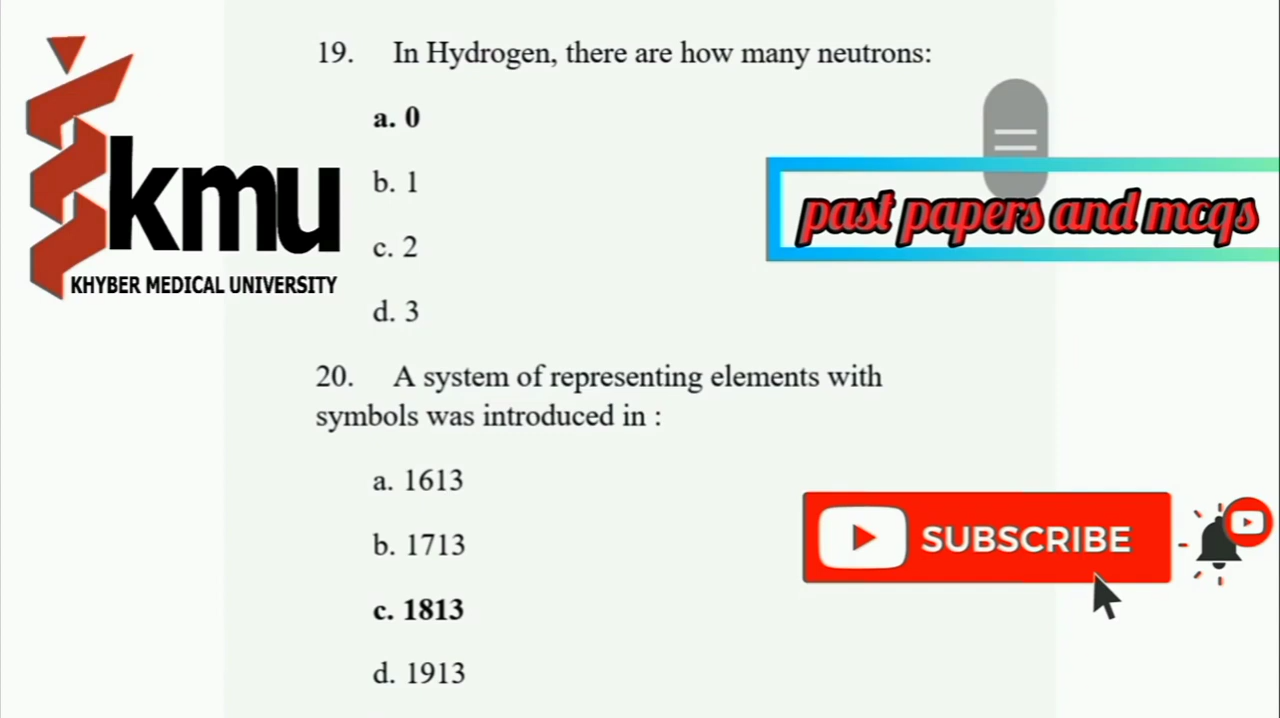 19. In Hydrogen, there are how many neutrons:
a. 0
b. 1
c. 2
d. 3
20. A system of representing elements with
symbols was introduced in :
a. 1613
b. 1713
c. 1813
d. 1913
kmu
KHYBER MEDICAL UNIVERSITY
past papers and mcqs
SUBSCRIBE